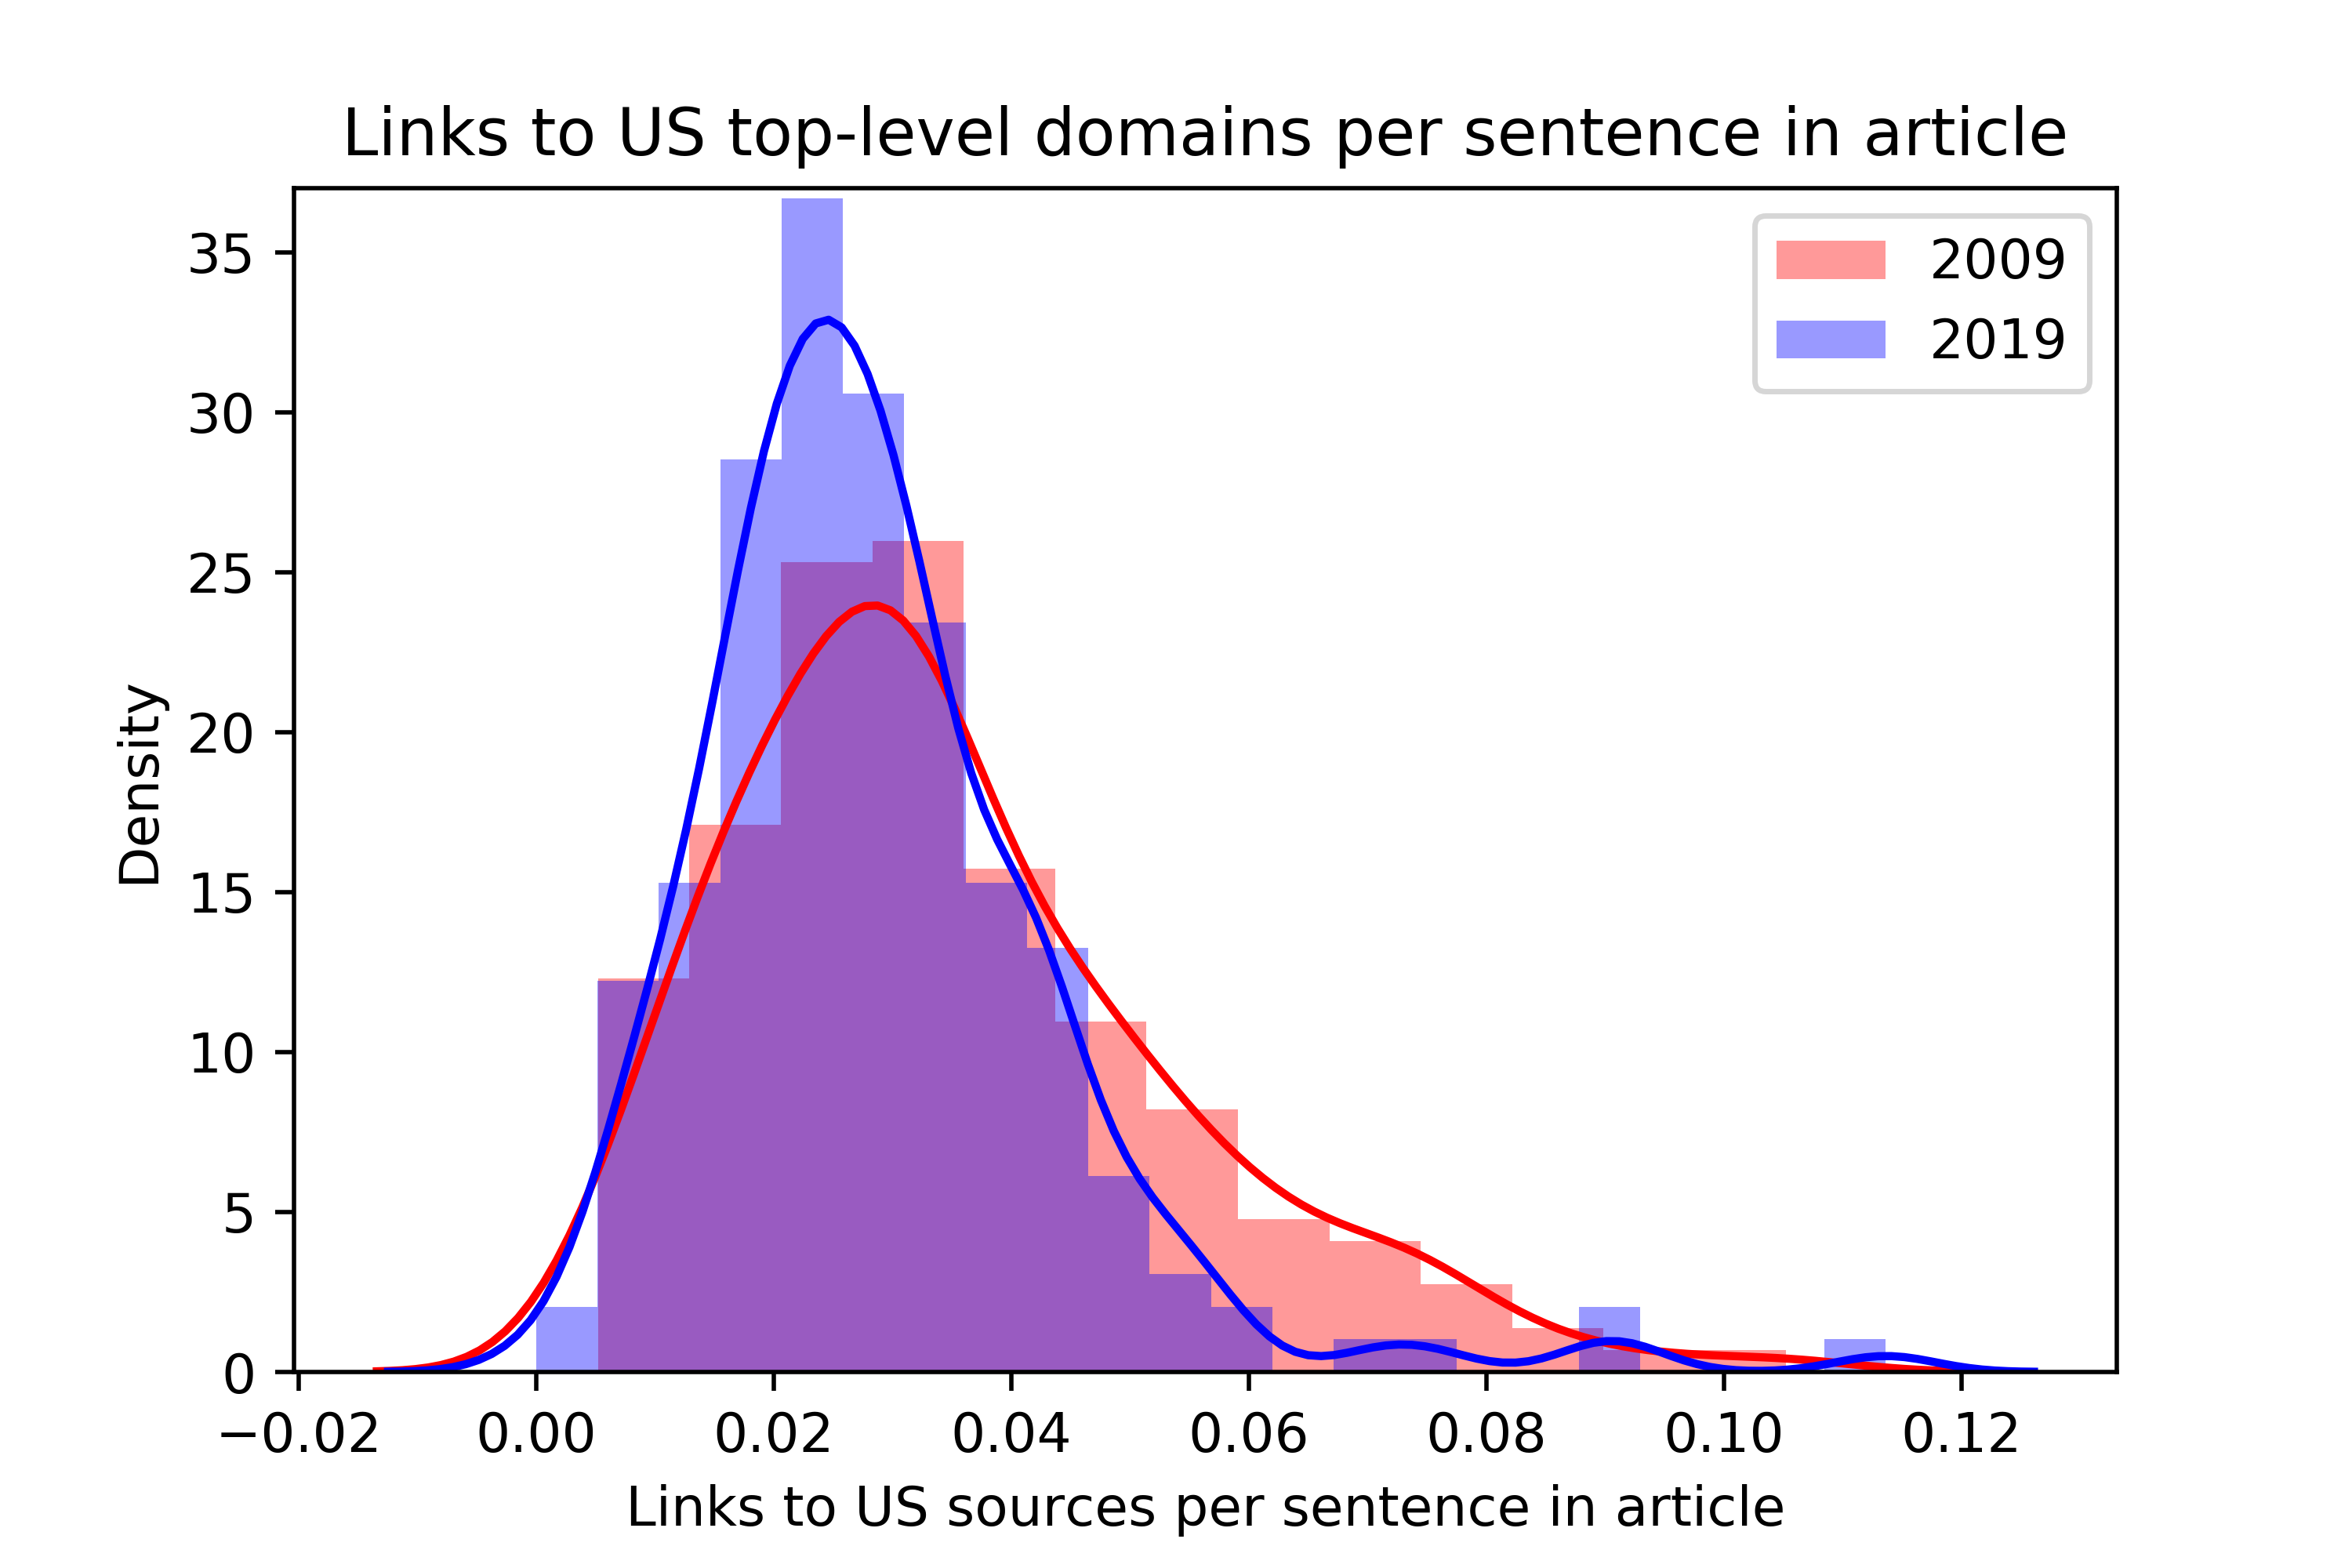 Links to US top-level domains per sentence in article
2009
2019
35
30
25
20
15
10
5
0
Density
−0.02 0.00 0.02 0.04 0.06 0.08 0.10 0.12
Links to US sources per sentence in article